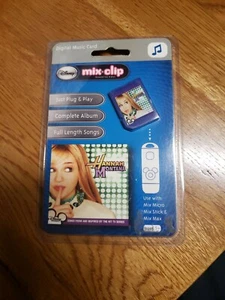 Digital Music Card
Disney
mix·clip
Just Plug & Play
Complete Album
Full Length Songs
HANNAH
MONTANA
Use with
Mix Micro
Mix Stick &
Mix Max